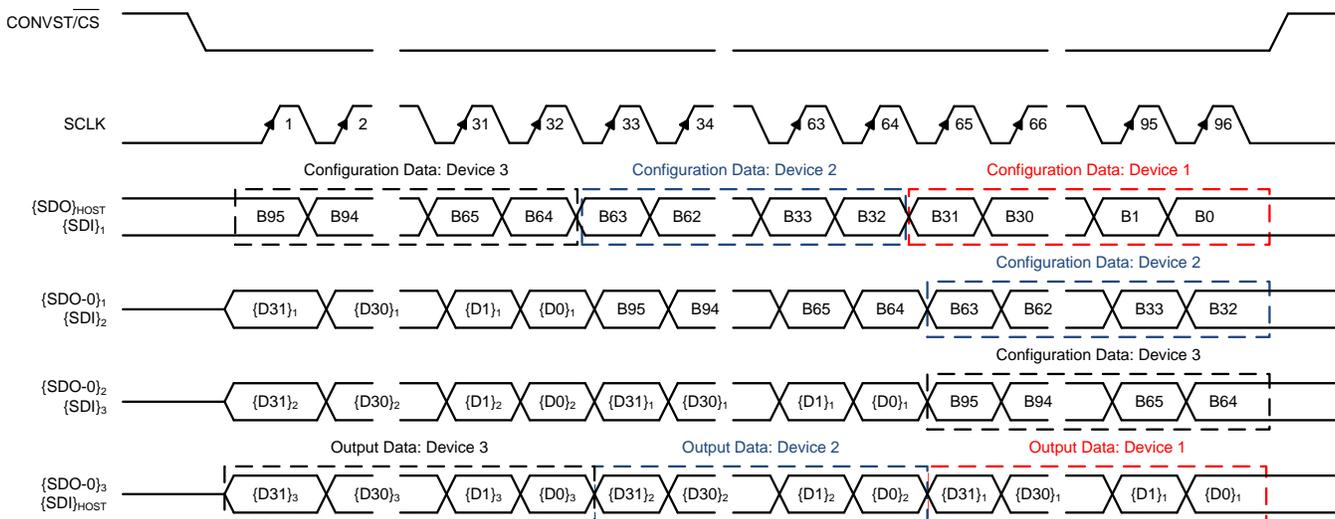 CONVST/CS
SCLK
1 2 31 32 33 34 63 64 65 66 95 96
Configuration Data: Device 3 Configuration Data: Device 2 Configuration Data: Device 1
{SDO}HOST
{SDI}1
B95 B94 B65 B64 B63 B62 B33 B32 B31 B30 B1 B0
Configuration Data: Device 2
{SDO-0}1
{SDI}2
{D31}1 {D30}1 {D1}1 {D0}1 B95 B94 B65 B64 B63 B62 B33 B32
Configuration Data: Device 3
{SDO-0}2
{SDI}3
{D31}2 {D30}2 {D1}2 {D0}2 {D31}1 {D30}1 {D1}1 {D0}1 B95 B94 B65 B64
Output Data: Device 3 Output Data: Device 2 Output Data: Device 1
{SDO-0}3
{SDI}HOST
{D31}3 {D30}3 {D1}3 {D0}3 {D31}2 {D30}2 {D1}2 {D0}2 {D31}1 {D30}1 {D1}1 {D0}1